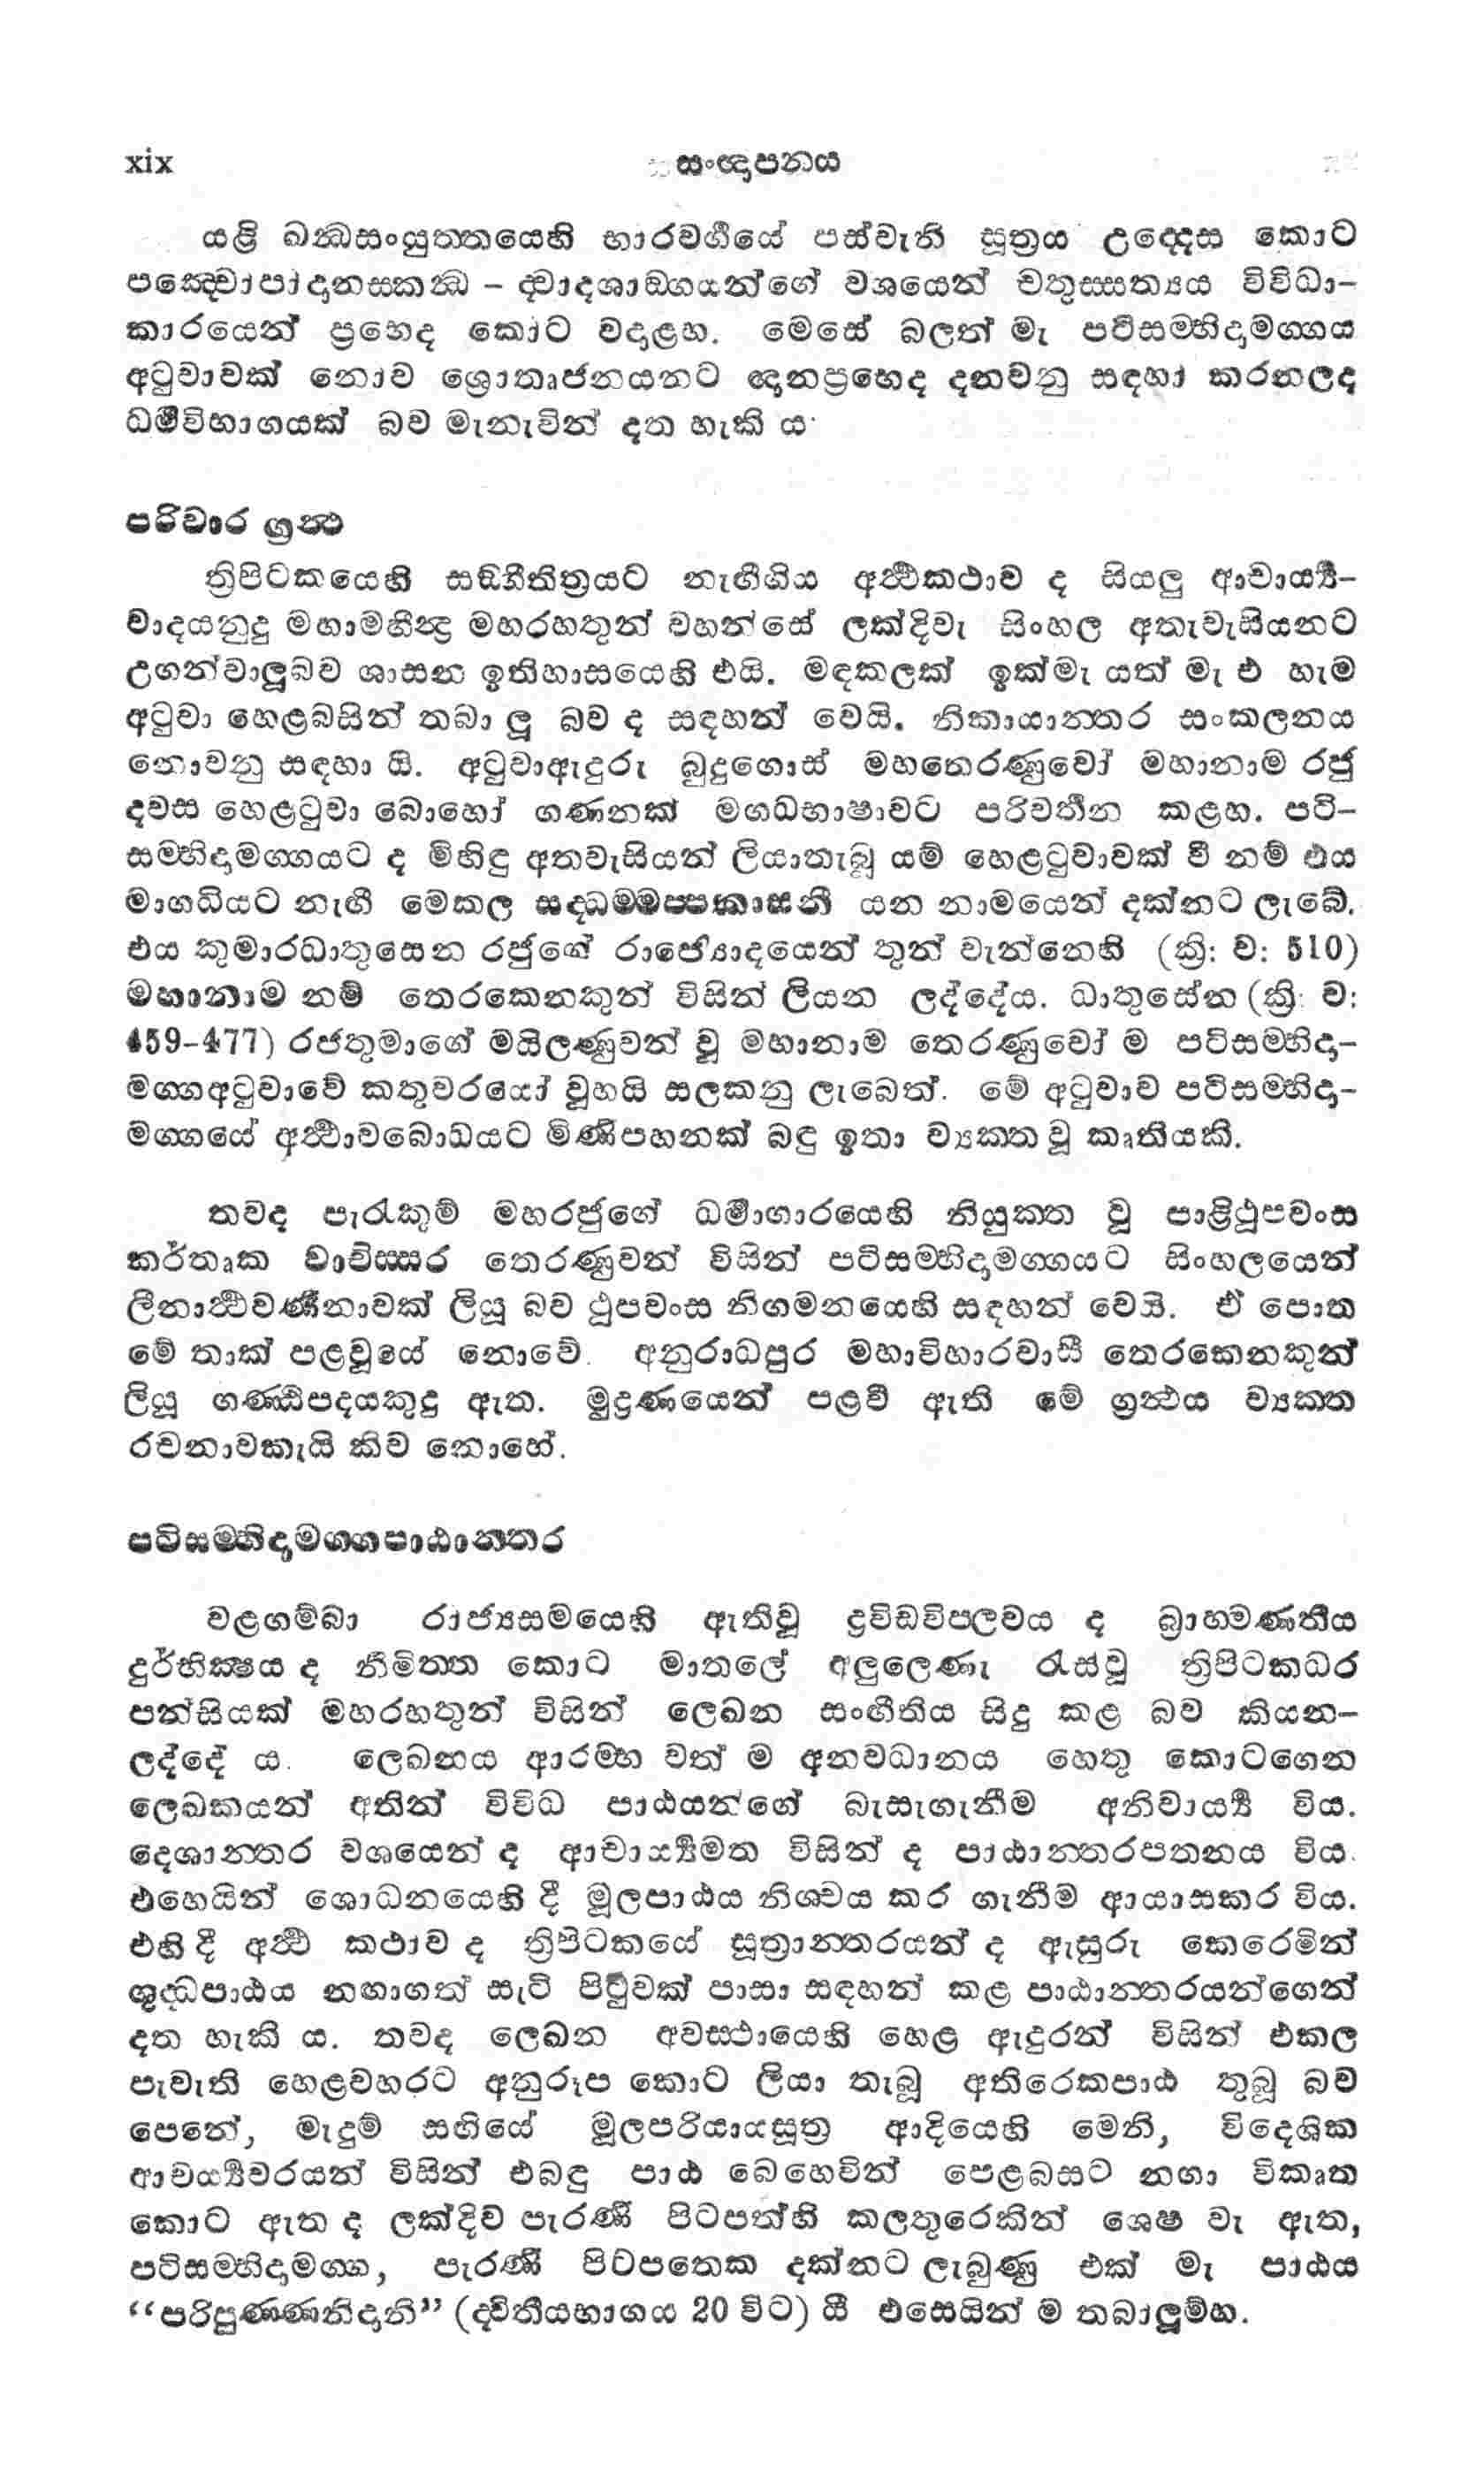 xix සංඥාපනය
යළි ඛන්‍ධසංයුත්තයෙහි භාරවර්‍ගයේ පස්වැනි සූත්‍රය උද්දෙස කොට
පඤ්චෝපාදානස්කන්‍ධ - ද්වාදශාඞ්ගයන්ගේ වශයෙන් චතුස්සත්‍යය විවිධා-
කාරයෙන් ප්‍රභෙද කොට වදාළහ. මෙසේ බලත් මැ පටිසම්භිදාමග්ගය
අටුවාවක් නොව ශ්‍රොතෘජනයනට ඥානප්‍රභෙද දනවනු සඳහා කරනලද
ධර්‍මවිභාගයක් බව මැනැවින් දත හැකි ය
පරිවාර ග්‍රන්‍ථ
ත්‍රිපිටකයෙහි සඞ්ගීතිත්‍රයට නැඟීගිය අර්‍ත්‍ථකථාව ද සියලු ආචාර්‍ය්‍ය-
වාදයනුදු මහාමහින්‍ද්‍ර මහරහතුන් වහන්සේ ලක්දිවැ සිංහල අතැවැසියනට
උගන්වාලූබව ශාසන ඉතිහාසයෙහි එයි. මඳකලක් ඉක්මැ යත් මැ එ හැම
අටුවා හෙළබසින් තබා ලූ බව ද සඳහන් වෙයි. නිකායාන්තර සංකලනය
නොවනු සඳහා යි. අටුවාඇදුරු බුදුගොස් මහතෙරණුවෝ මහානාම රජු
දවස හෙළටුවා බොහෝ ගණනක් මගධභාෂාවට පරිවර්‍තන කළහ. පටි-
සම්භිදාමග්ගයට ද මිහිඳු අතවැසියන් ලියාතැබූ යම් හෙළටුවාවක් වී නම් එය
මාගධියට නැඟී මෙකල සද්ධම්මප්පකාසනී යන නාමයෙන් දක්නට ලැබේ.
එය කුමාරධාතුසෙන රජුගේ රාජ්‍යොදයෙන් තුන් වැන්නෙහි (ක්‍රි: ව: 510)
මහානාම නම් තෙරකෙනකුන් විසින් ලියන ලද්දේය. ධාතුසේන (ක්‍රි: ව:
459-477) රජතුමාගේ මයිලණුවන් වූ මහානාම තෙරණුවෝ ම පටිසම්භිදා-
මග්ගඅටුවාවේ කතුවරයෝ වූහයි සලකනු ලැබෙත්. මේ අටුවාව පටිසම්භිදා-
මග්ගයේ අර්‍ත්‍ථාවබොධයට මිණිපහනක් බඳු ඉතා ව්‍යක්ත වූ කෘතියකි.
තවද පැරැකුම් මහරජුගේ ධර්‍මාගාරයෙහි නියුක්ත වූ පාළිථූපවංස
කර්තෘක වාචිස්සර තෙරණුවන් විසින් පටිසම්භිදාමග්ගයට සිංහලයෙන්
ලීනාර්‍ත්‍ථවර්‍ණනාවක් ලියූ බව ථූපවංස නිගමනයෙහි සඳහන් වෙයි. ඒ පොත
මේ තාක් පළවූයේ නොවේ. අනුරාධපුර මහාවිහාරවාසී තෙරකෙනකුන්
ලියූ ගණ්ඨිපදයකුදු ඇත. මුද්‍රණයෙන් පළවී ඇති මේ ග්‍රන්‍ථය ව්‍යක්ත
රචනාවකැයි කිව නොහේ.
පටිසම්භිදාමග්ගපාඨාන්තර
වළගම්බා රාජ්‍යසමයෙහි ඇතිවූ ද්‍රවිඩවිප්ලවය ද බ්‍රාහ්මණතීය
දුර්භික්‍ෂය ද නිමිත්ත කොට මාතලේ අලුලෙණැ රැස්වූ ත්‍රිපිටකධර
පන්සියක් මහරහතුන් විසින් ලෙඛන සංගීතිය සිදු කළ බව කියන-
ලද්දේ ය. ලෙඛනය ආරම්භ වත් ම අනවධානය හෙතු කොටගෙන
ලෙඛකයන් අතින් විවිධ පාඨයන්ගේ බැසැගැනීම අනිවාර්‍ය්‍ය විය.
දෙශාන්තර වශයෙන් ද ආචාර්‍ය්‍යමත විසින් ද පාඨාන්තරපතනය විය.
එහෙයින් ශොධනයෙහි දී මූලපාඨය නිශ්චය කර ගැනීම ආයාසකර විය.
එහි දී අර්‍ත්‍ථ කථාව ද ත්‍රිපිටකයේ සූත්‍රාන්තරයන් ද ඇසුරු කෙරෙමින්
ශුද්ධපාඨය නඟාගත් සැටි පිටුවක් පාසා සඳහන් කළ පාඨාන්තරයන්ගෙන්
දත හැකි ය. තවද ලෙඛන අවස්ථායෙහි හෙළ ඇදුරන් විසින් එකල
පැවැති හෙළවහරට අනුරූප කොට ලියා තැබූ අතිරෙකපාඨ තුබූ බව
පෙනේ, මැදුම් සඟියේ මූලපරියායසූත්‍ර ආදියෙහි මෙනි, විදෙශික
ආචර්‍ය්‍යවරයන් විසින් එබඳු පාඨ බෙහෙවින් පෙළබසට නඟා විකෘත
කොට ඇත ද ලක්දිව පැරණි පිටපත්හි කලතුරෙකින් ශෙෂ වැ ඇත,
පටිසම්භිදාමග්ග, පැරණි පිටපතෙක දක්නට ලැබුණු එක් මැ පාඨය
“පරිපුණ්ණනිදානි” (ද්විතීයභාගය 20 පිට) යී එසෙයින් ම තබාලූම්හ.